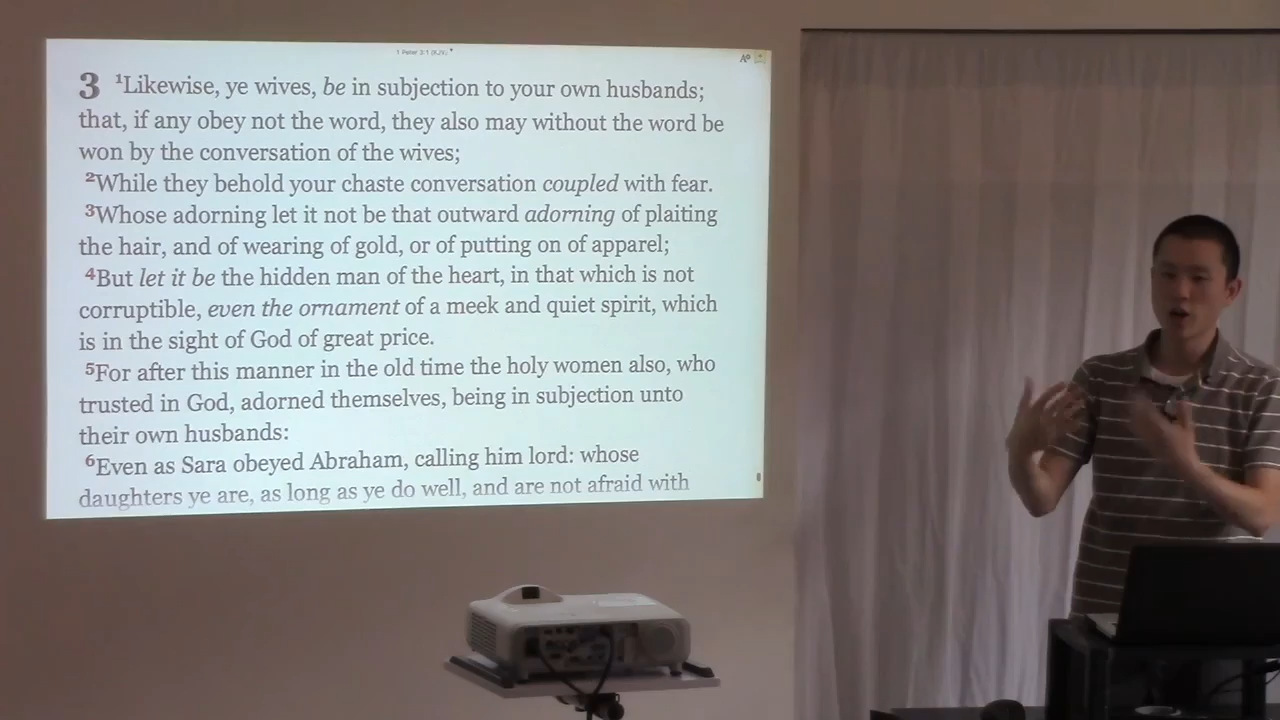 1 Peter 3:1 (KJV)
3 1Likewise, ye wives, be in subjection to your own husbands;
that, if any obey not the word, they also may without the word be
won by the conversation of the wives;
2While they behold your chaste conversation coupled with fear.
3Whose adorning let it not be that outward adorning of plaiting
the hair, and of wearing of gold, or of putting on of apparel;
4But let it be the hidden man of the heart, in that which is not
corruptible, even the ornament of a meek and quiet spirit, which
is in the sight of God of great price.
5For after this manner in the old time the holy women also, who
trusted in God, adorned themselves, being in subjection unto
their own husbands:
6Even as Sara obeyed Abraham, calling him lord: whose
daughters ye are, as long as ye do well, and are not afraid with